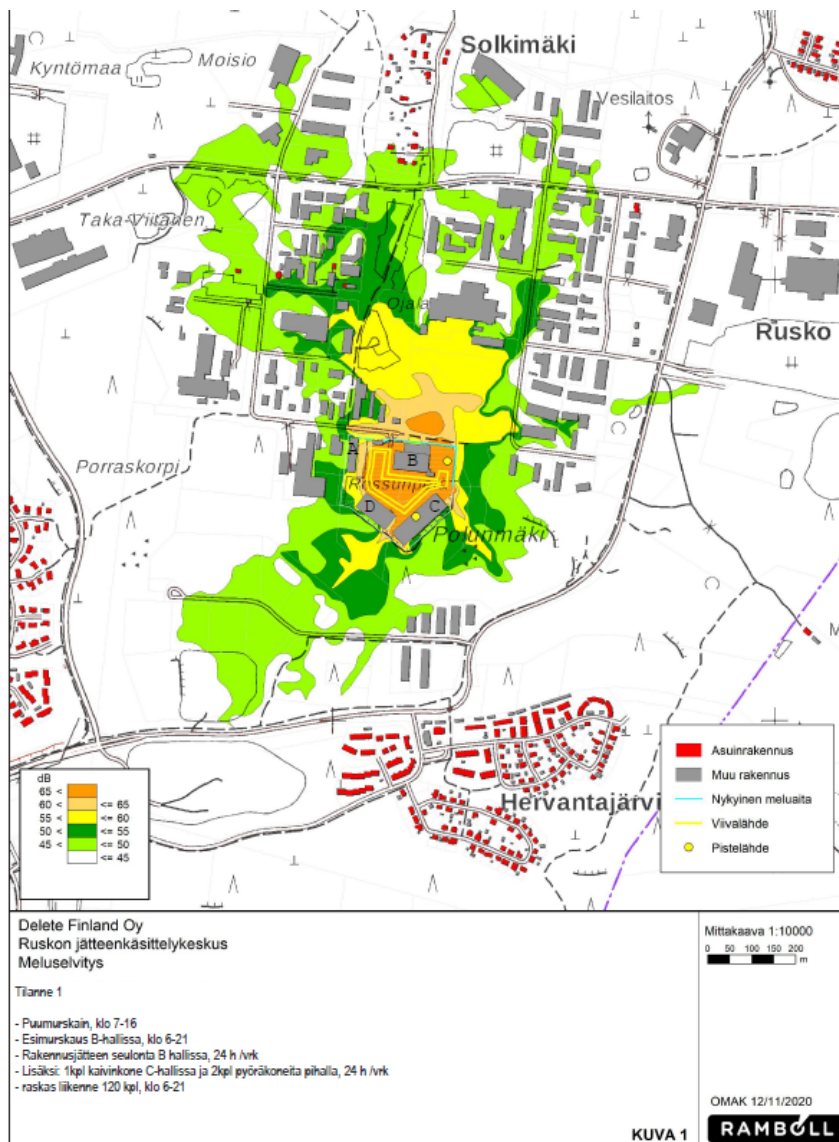 Solkimäki
Kyntömaa
Moisio
Vesilaitos
Taka-Viitanen
Ojala
Rusko
A
B
Porraskorpi
D
C
Polunmäki
M
Hervantajärvi
Asuinrakennus
Muu rakennus
Nykyinen meluaita
Viivalähde
Pistelähde
dB
65 <
60 < <= 65
55 < <= 60
50 < <= 55
45 < <= 50
<= 45
Delete Finland Oy
Ruskon jätteenkäsittelykeskus
Meluselvitys
Tilanne 1
- Puumurskain, klo 7-16
- Esimurskaus B-hallissa, klo 6-21
- Rakennusjätteen seulonta B hallissa, 24 h /vrk
- Lisäksi: 1kpl kaivinkone C-hallissa ja 2kpl pyöräkoneita pihalla, 24 h /vrk
- raskas liikenne 120 kpl, klo 6-21
Mittakaava 1:10000
0 50 100 150 200
m
OMAK 12/11/2020
KUVA 1
RAMBOLL